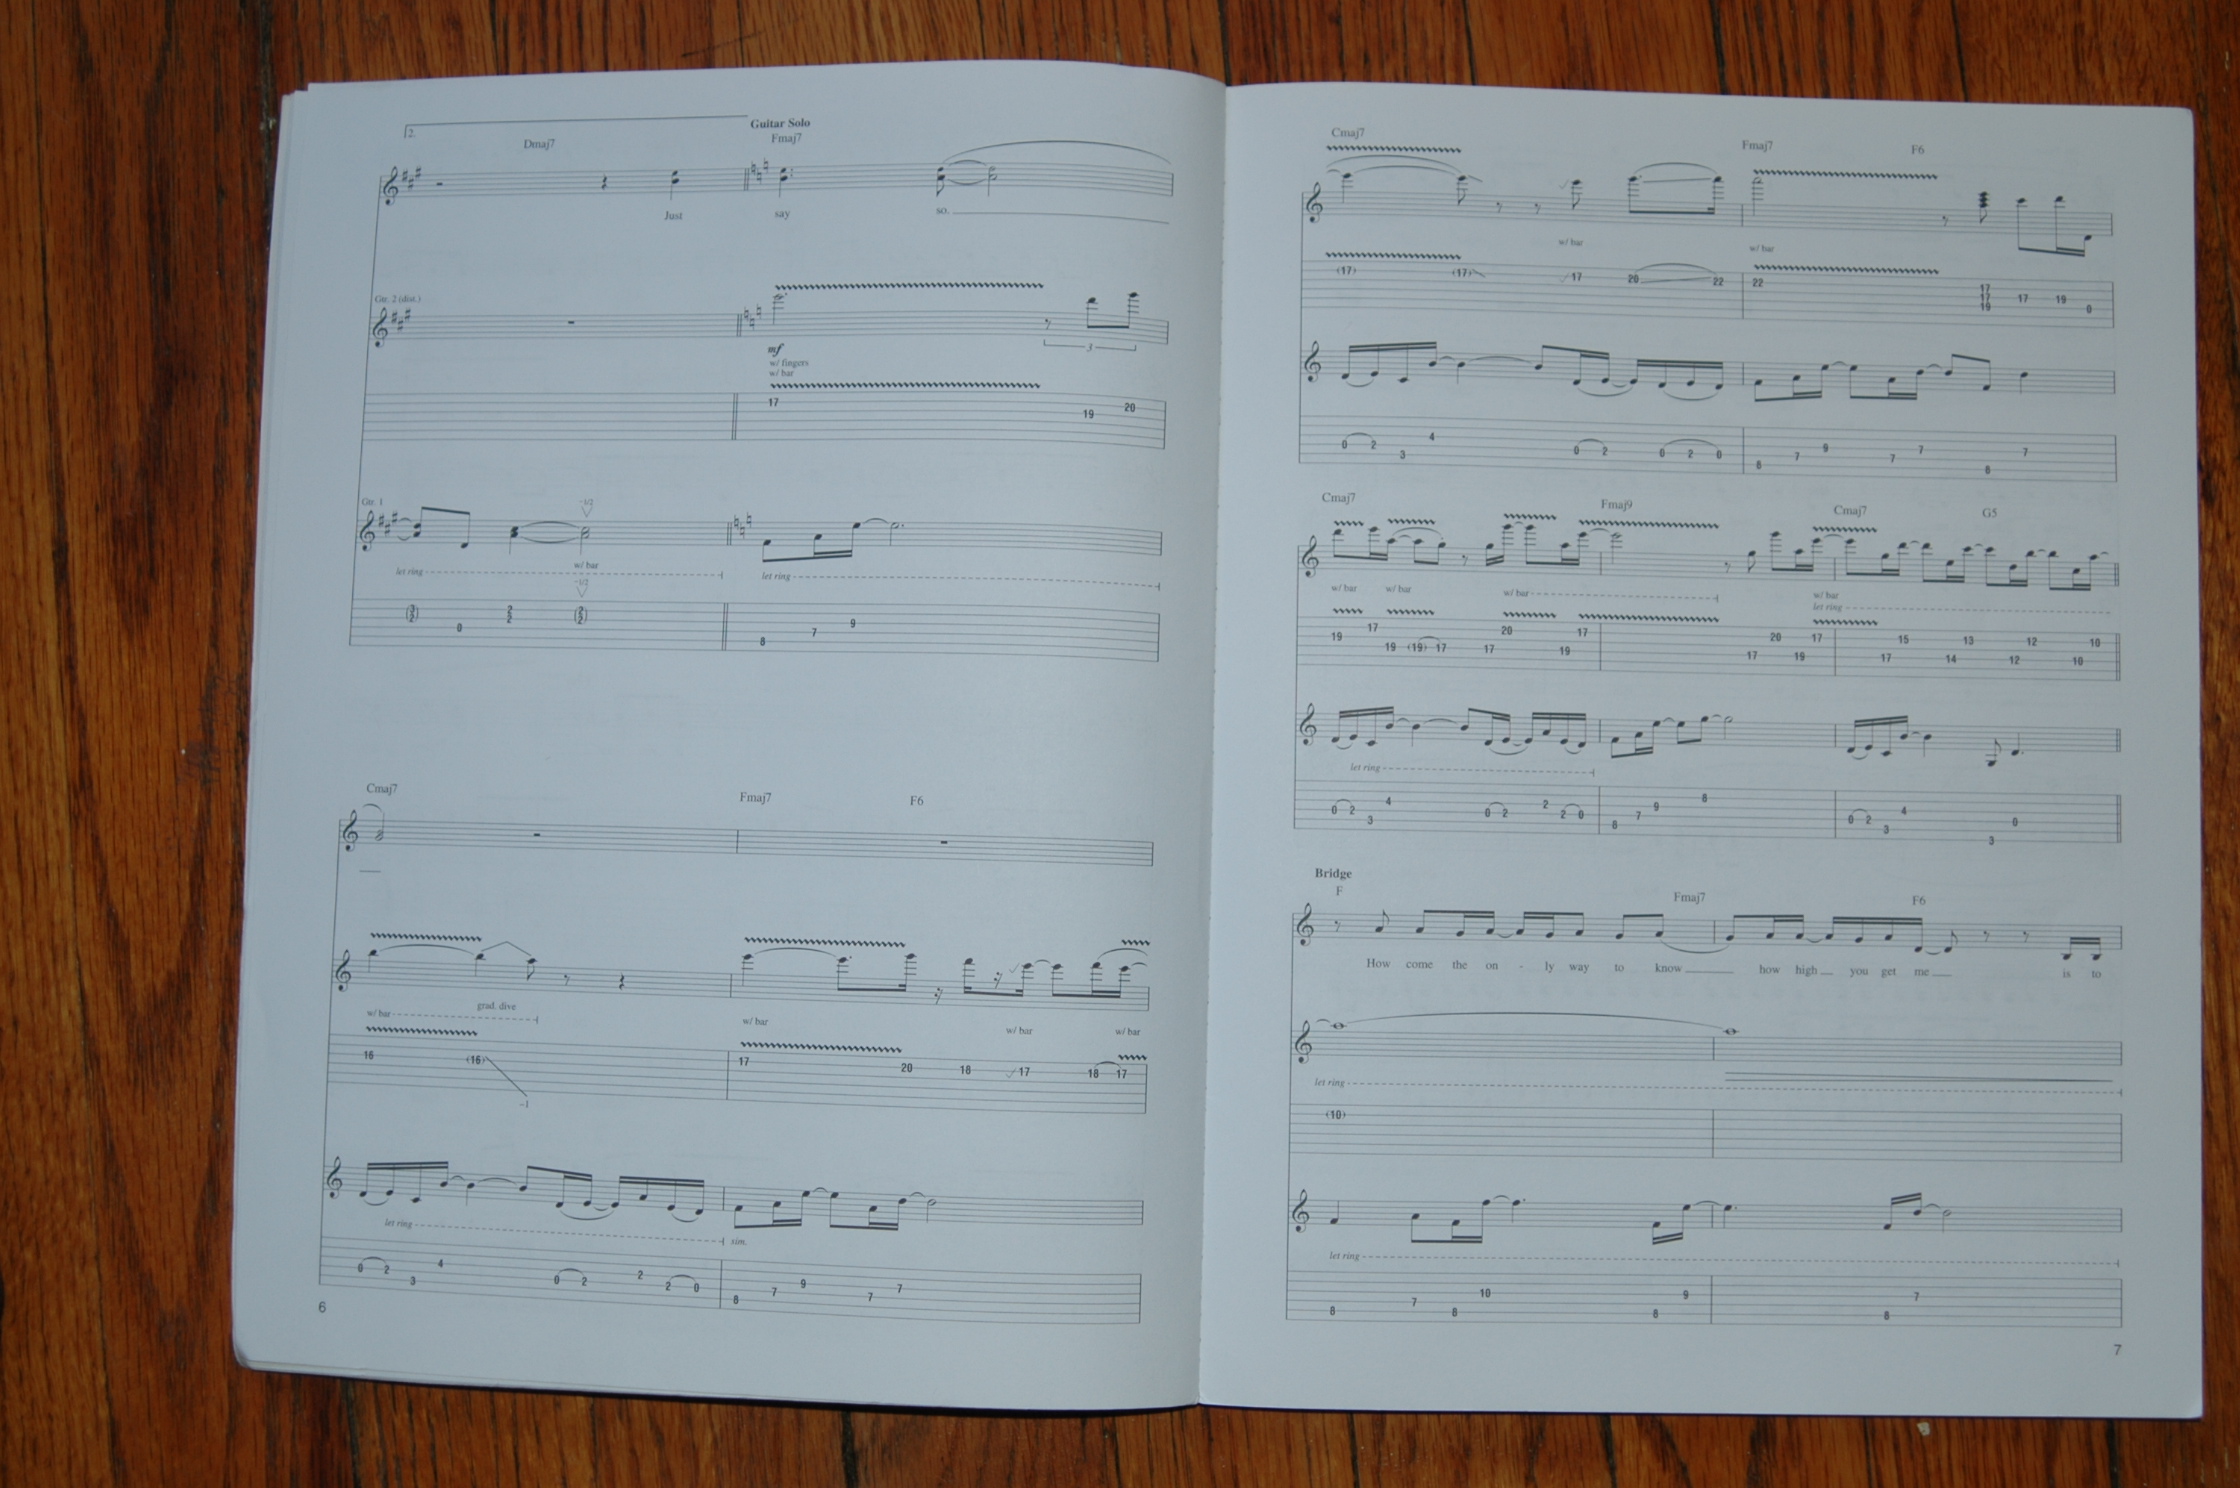 2.
Dmaj7
Guitar Solo
Fmaj7
Just say so.
Gtr. 2 (dist.)
3
mf
w/ fingers
w/ bar
17 19 20
Gtr. 1
-1/2
w/ bar
let ring let ring
-1/2
3 2 9
2 0 2 2 7
(2) 8
Cmaj7 Fmaj7 F6
w/ bar grad. dive w/ bar w/ bar w/ bar
16 (16) 17 20 18 17 18 17
-1
let ring sim.
0 2 3 4 0 2 2 2 0 8 7 9 7 7
6
Cmaj7 Fmaj7 F6
w/ bar w/ bar
(17) (17) 17 20 22 22 17 17 19 17 19 0
0 2 3 4 0 2 0 2 0 8 7 9 7 7 8 7
Cmaj7 Fmaj9 Cmaj7 G5
w/ bar w/ bar w/ bar w/ bar
let ring
19 17 19 (19) 17 17 20 19 17 17 20 19 17 17 15 14 13 12 12 10 10
let ring
0 2 3 4 0 2 2 2 0 8 7 9 8 0 2 3 4 3 0
Bridge
F Fmaj7 F6
How come the on - ly way to know how high you get me is to
let ring
(10)
let ring
8 7 8 10 8 9 8 7
7